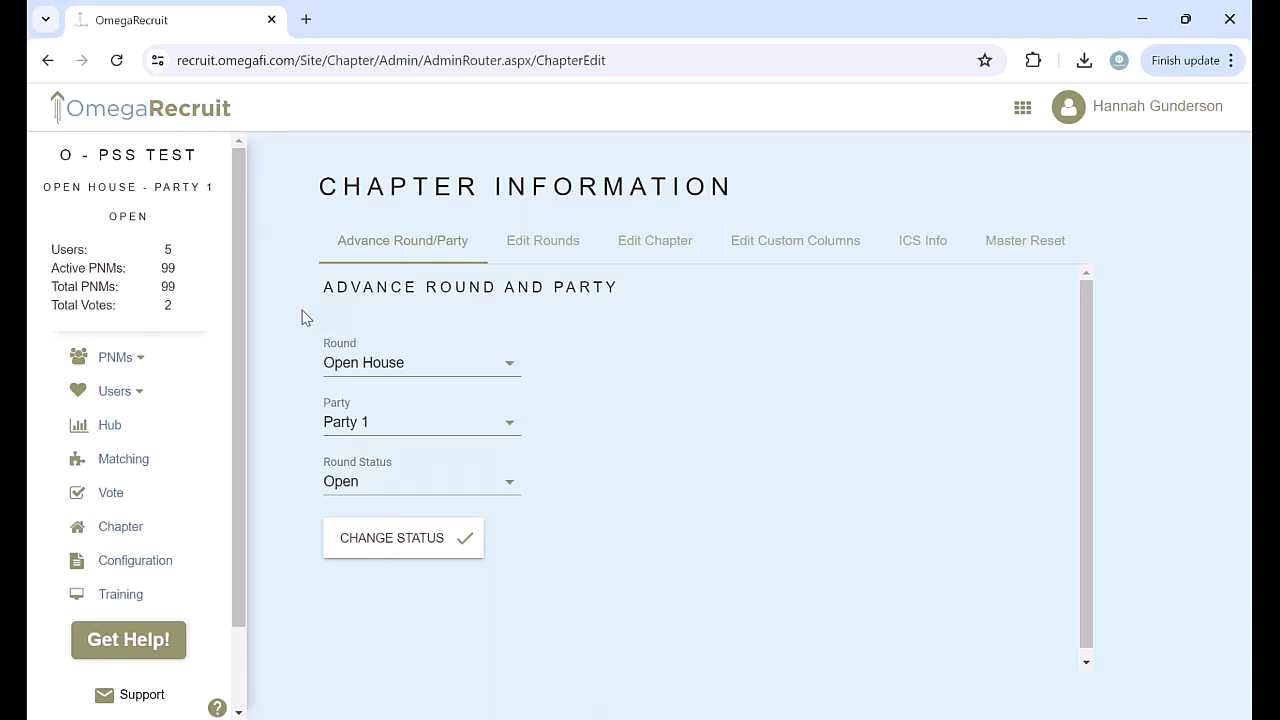 OmegaRecruit
recruit.omegafi.com/Site/Chapter/Admin/AdminRouter.aspx/ChapterEdit
Finish update
OmegaRecruit
Hannah Gunderson
O - PSS TEST
OPEN HOUSE - PARTY 1
OPEN
Users: 5
Active PNMs: 99
Total PNMs: 99
Total Votes: 2
PNMs
Users
Hub
Matching
Vote
Chapter
Configuration
Training
Get Help!
Support
?
CHAPTER INFORMATION
Advance Round/Party Edit Rounds Edit Chapter Edit Custom Columns ICS Info Master Reset
ADVANCE ROUND AND PARTY
Round
Open House
Party
Party 1
Round Status
Open
CHANGE STATUS